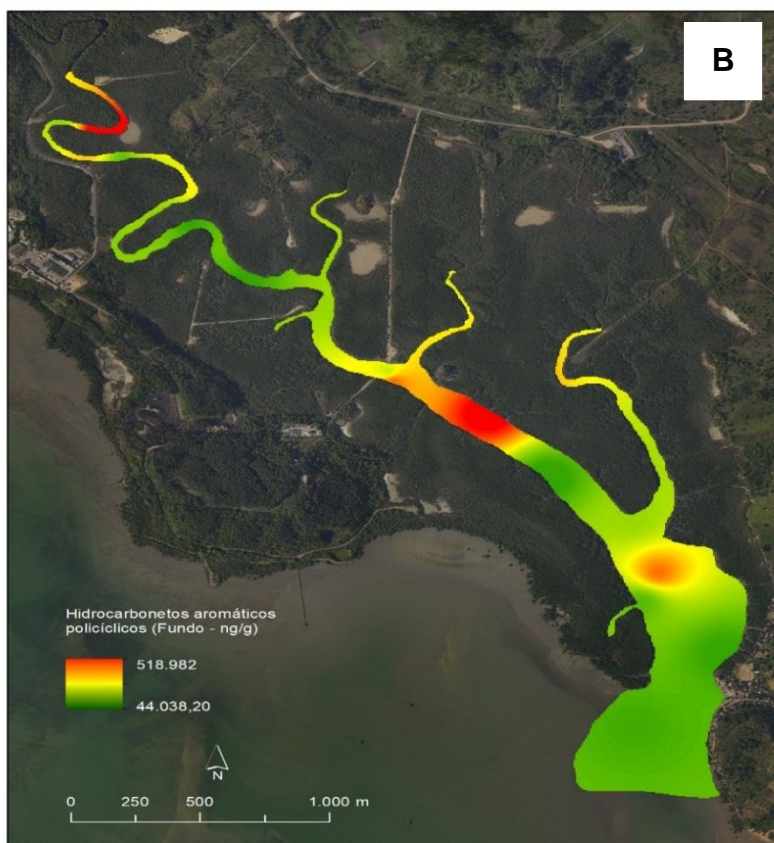 B
Hidrocarbonetos aromáticos
policíclicos (Fundo - ng/g)
518.982
44.038,20
N
0 250 500 1.000 m